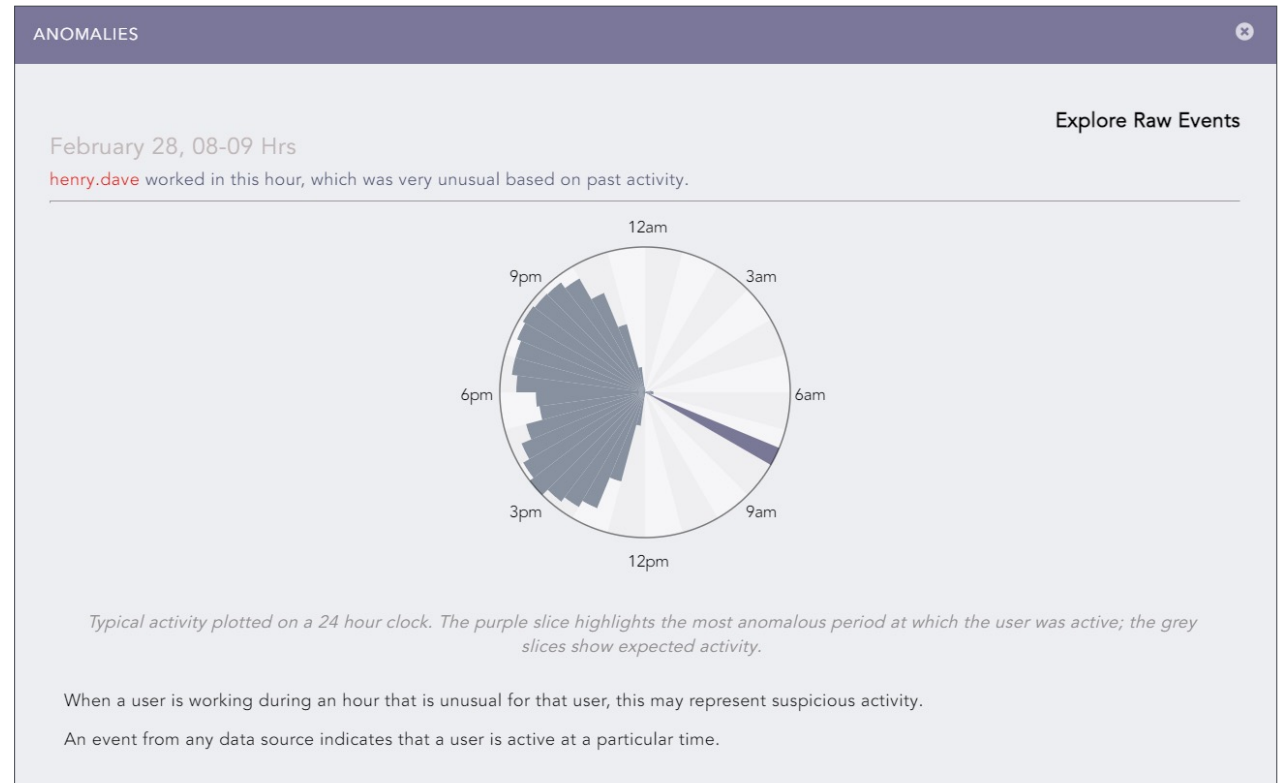 ANOMALIES
Explore Raw Events
February 28, 08-09 Hrs
henry.dave worked in this hour, which was very unusual based on past activity.
12am
9pm
3am
6pm
6am
3pm
9am
12pm
Typical activity plotted on a 24 hour clock. The purple slice highlights the most anomalous period at which the user was active; the grey
slices show expected activity.
When a user is working during an hour that is unusual for that user, this may represent suspicious activity.
An event from any data source indicates that a user is active at a particular time.